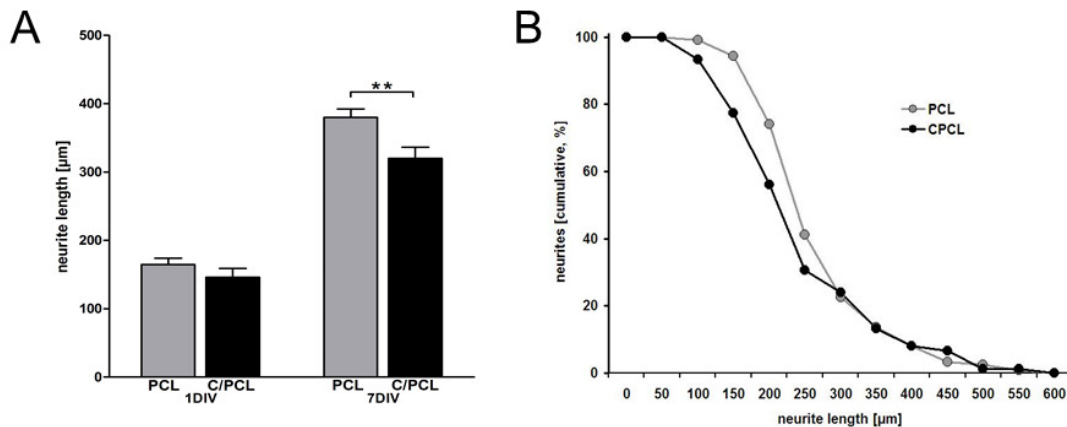 A
neurite length [µm]
500
400
300
200
100
0
**
PCL C/PCL PCL C/PCL
1DIV 7DIV
B
neurites [cumulative, %]
100
80
60
40
20
0
PCL
CPCL
0 50 100 150 200 250 300 350 400 450 500 550 600
neurite length [µm]